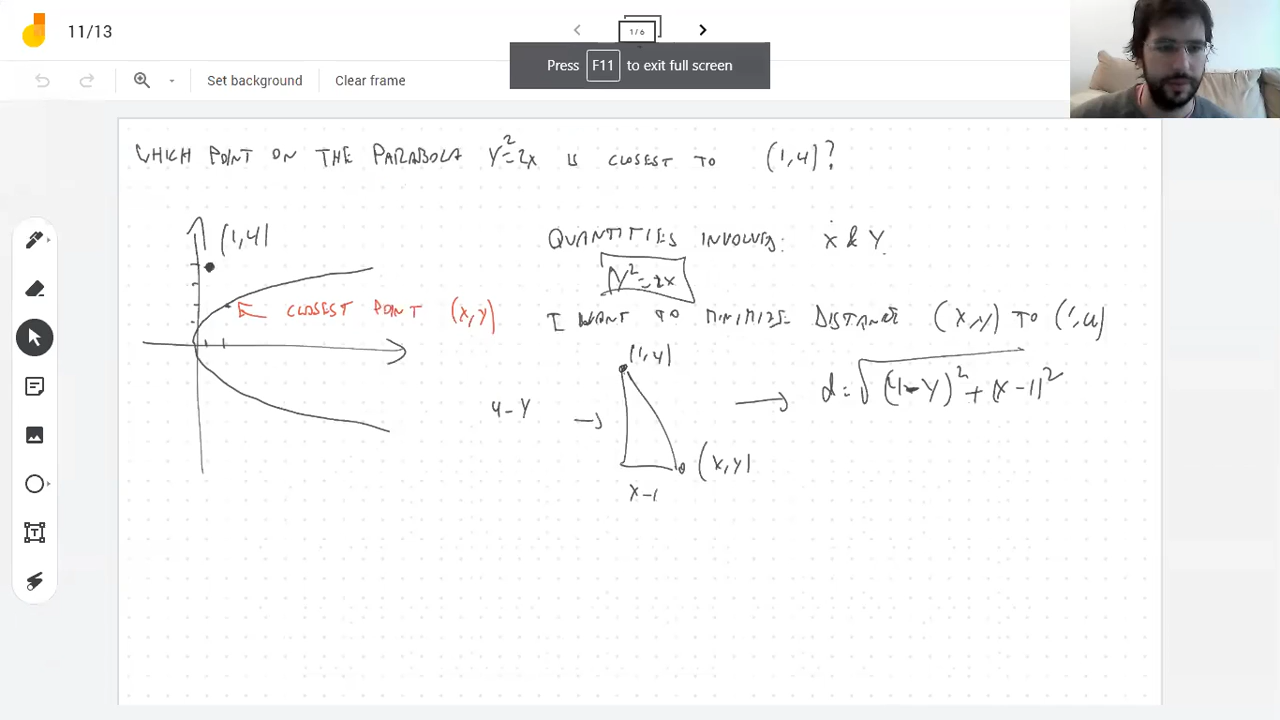 11/13
1/6
Press F11 to exit full screen
Set background
Clear frame
WHICH POINT ON THE PARABOLA y²=2x IS CLOSEST TO (1,4)?
(1,4)
CLOSEST POINT (x,y)
QUANTITIES INVOLVED: x & y.
y²=2x
I WANT TO MINIMIZE DISTANCE (x,y) TO (1,4)
(1,4)
4-y →
(x,y)
x-1
→ d=√(4-y)²+(x-1)²